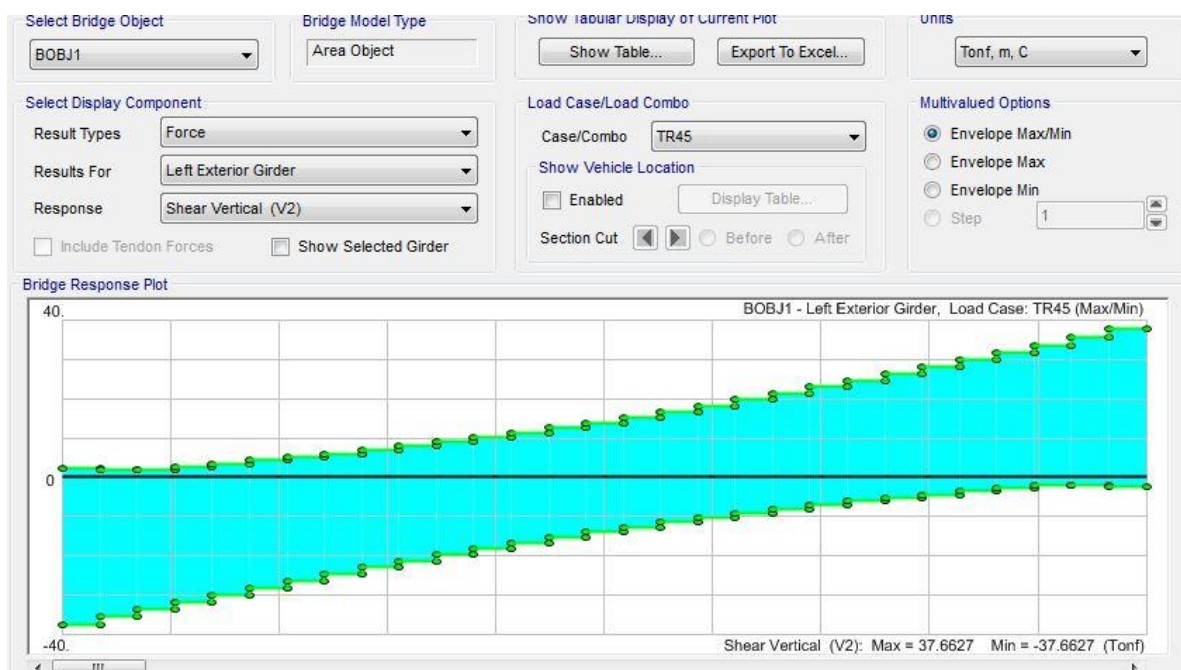 Select Bridge Object
BOBJ1
Bridge Model Type
Area Object
Show Tabular Display of Current Plot
Show Table...
Export To Excel...
Units
Tonf, m, C
Select Display Component
Result Types
Force
Results For
Left Exterior Girder
Response
Shear Vertical (V2)
Include Tendon Forces
Show Selected Girder
Load Case/Load Combo
Case/Combo
TR45
Show Vehicle Location
Enabled
Display Table...
Section Cut
Before
After
Multivalued Options
Envelope Max/Min
Envelope Max
Envelope Min
Step
1
Bridge Response Plot
40.
BOBJ1 - Left Exterior Girder, Load Case: TR45 (Max/Min)
0
-40.
Shear Vertical (V2): Max = 37.6627 Min = -37.6627 (Tonf)